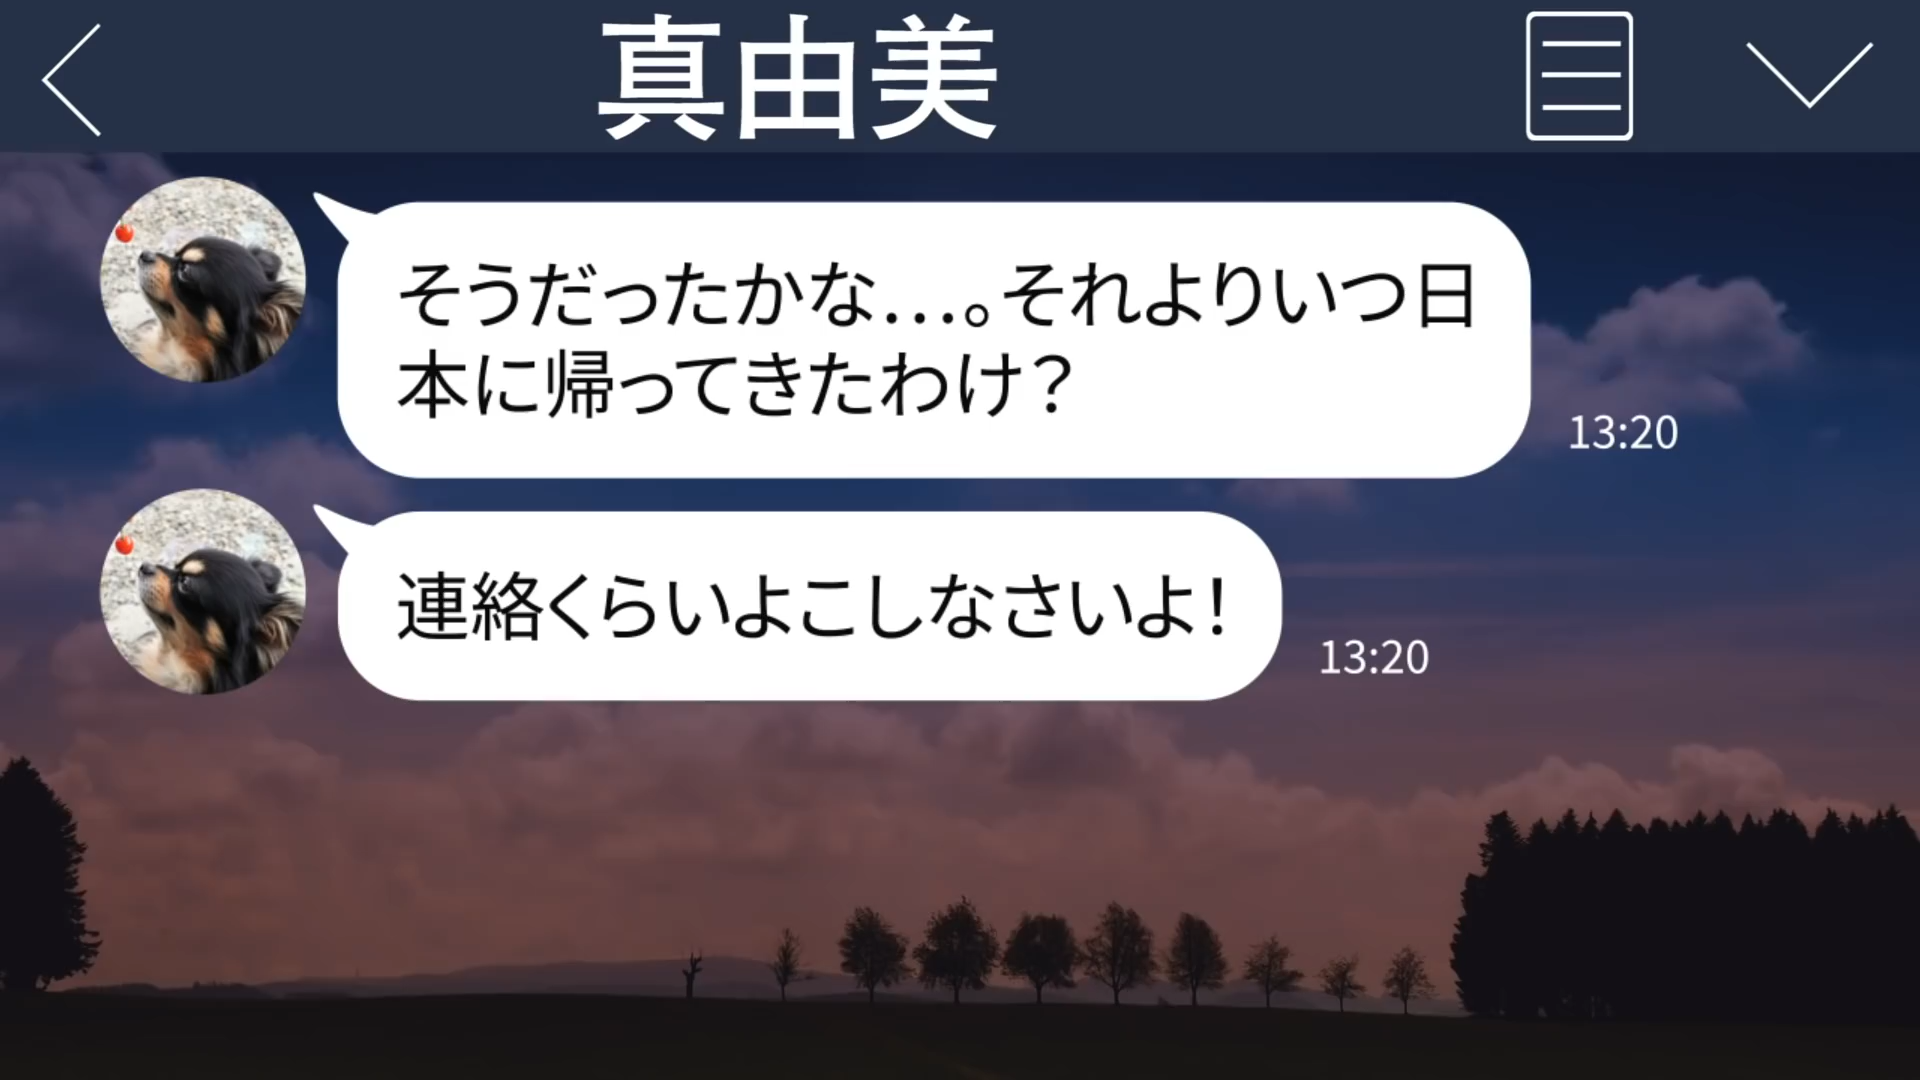 真由美
そうだったかな…。それよりいつ日
本に帰ってきたわけ？
13:20
連絡くらいよこしなさいよ！
13:20